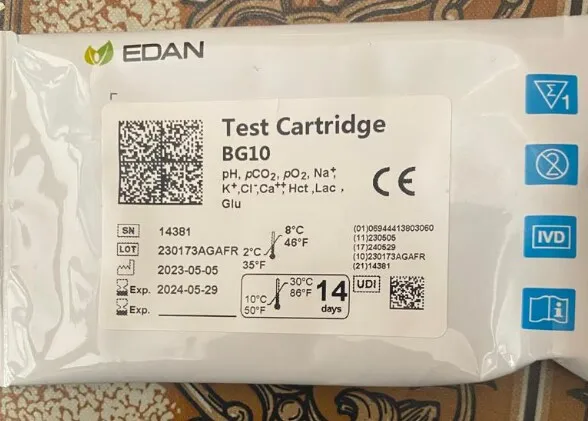 EDAN
Test Cartridge
BG10
pH, pCO2, pO2, Na+,
K+,Cl-,Ca++, Hct ,Lac ,
Glu
CE
SN 14381
LOT 230173AGAFR
2023-05-05
Exp. 2024-05-29
Exp.
2°C 35°F
8°C 46°F
10°C 50°F
30°C 86°F
14 days
(01)06944413803060
(11)230505
(17)240529
(10)230173AGAFR
(21)14381
UDI
Σ 1
2
IVD
i